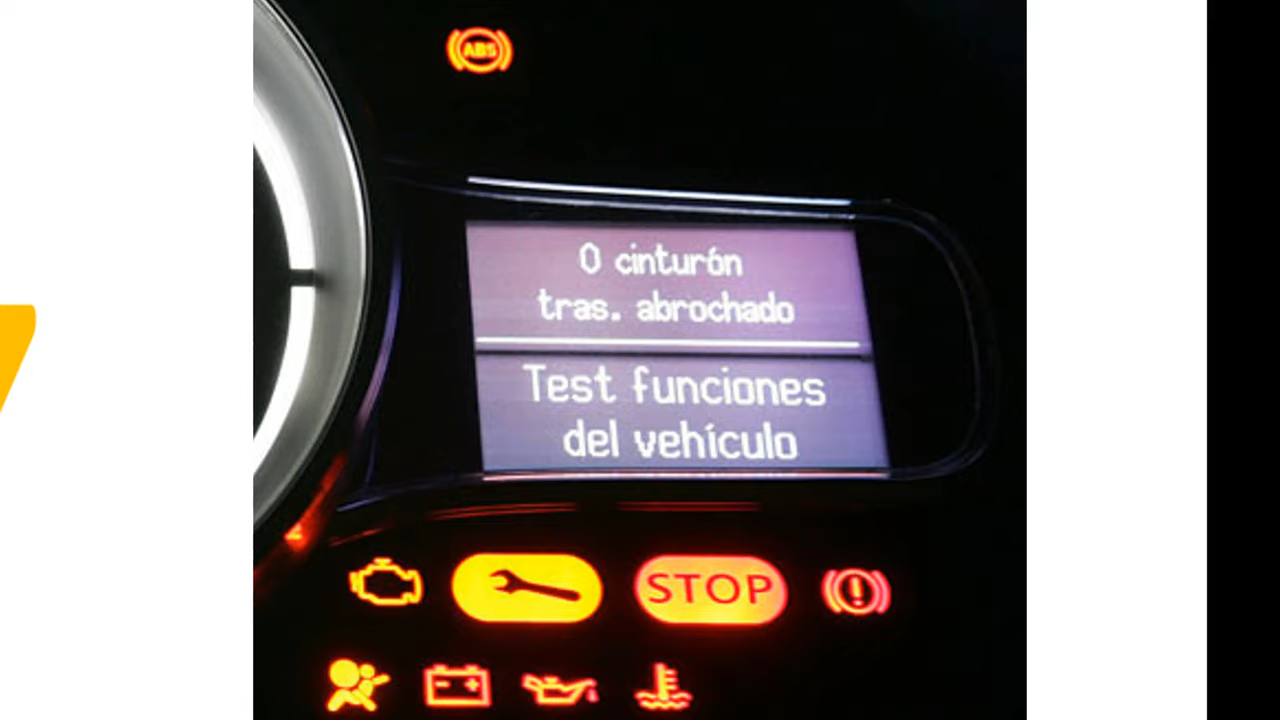 ABS
0 cinturón
tras. abrochado
Test funciones
del vehículo
STOP